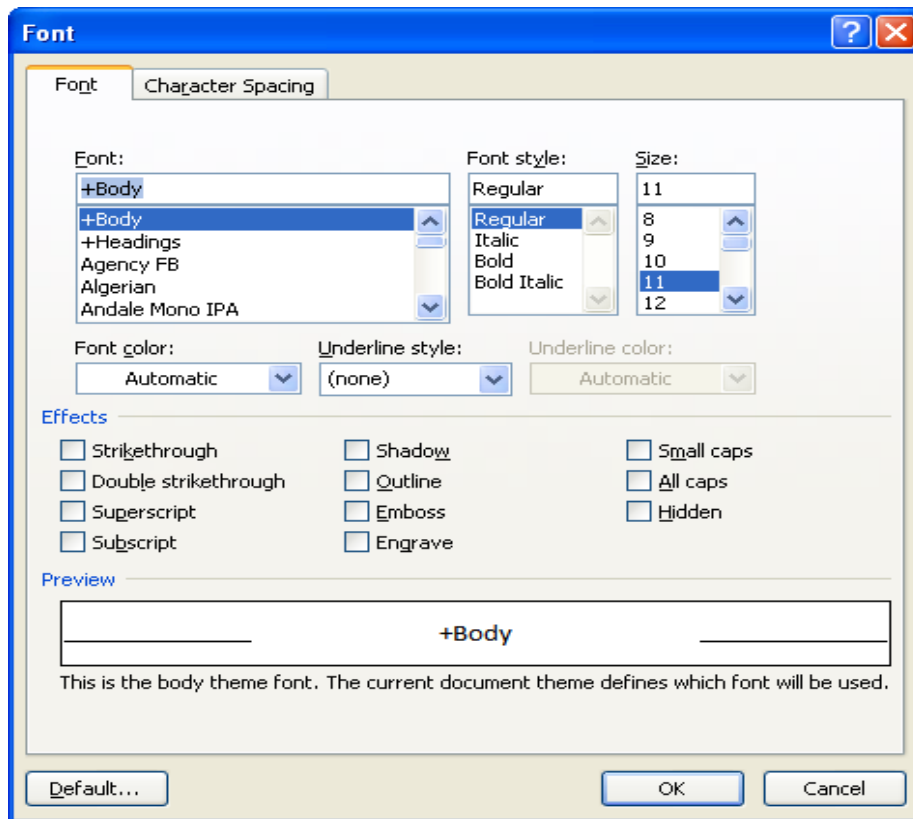 Font
Font Character Spacing
Font: Font style: Size:
+Body Regular 11
+Body Regular 8
+Headings Italic 9
Agency FB Bold 10
Algerian Bold Italic 11
Andale Mono IPA 12
Font color: Underline style: Underline color:
Automatic (none) Automatic
Effects
Strikethrough Shadow Small caps
Double strikethrough Outline All caps
Superscript Emboss Hidden
Subscript Engrave
Preview
+Body
This is the body theme font. The current document theme defines which font will be used.
Default... OK Cancel